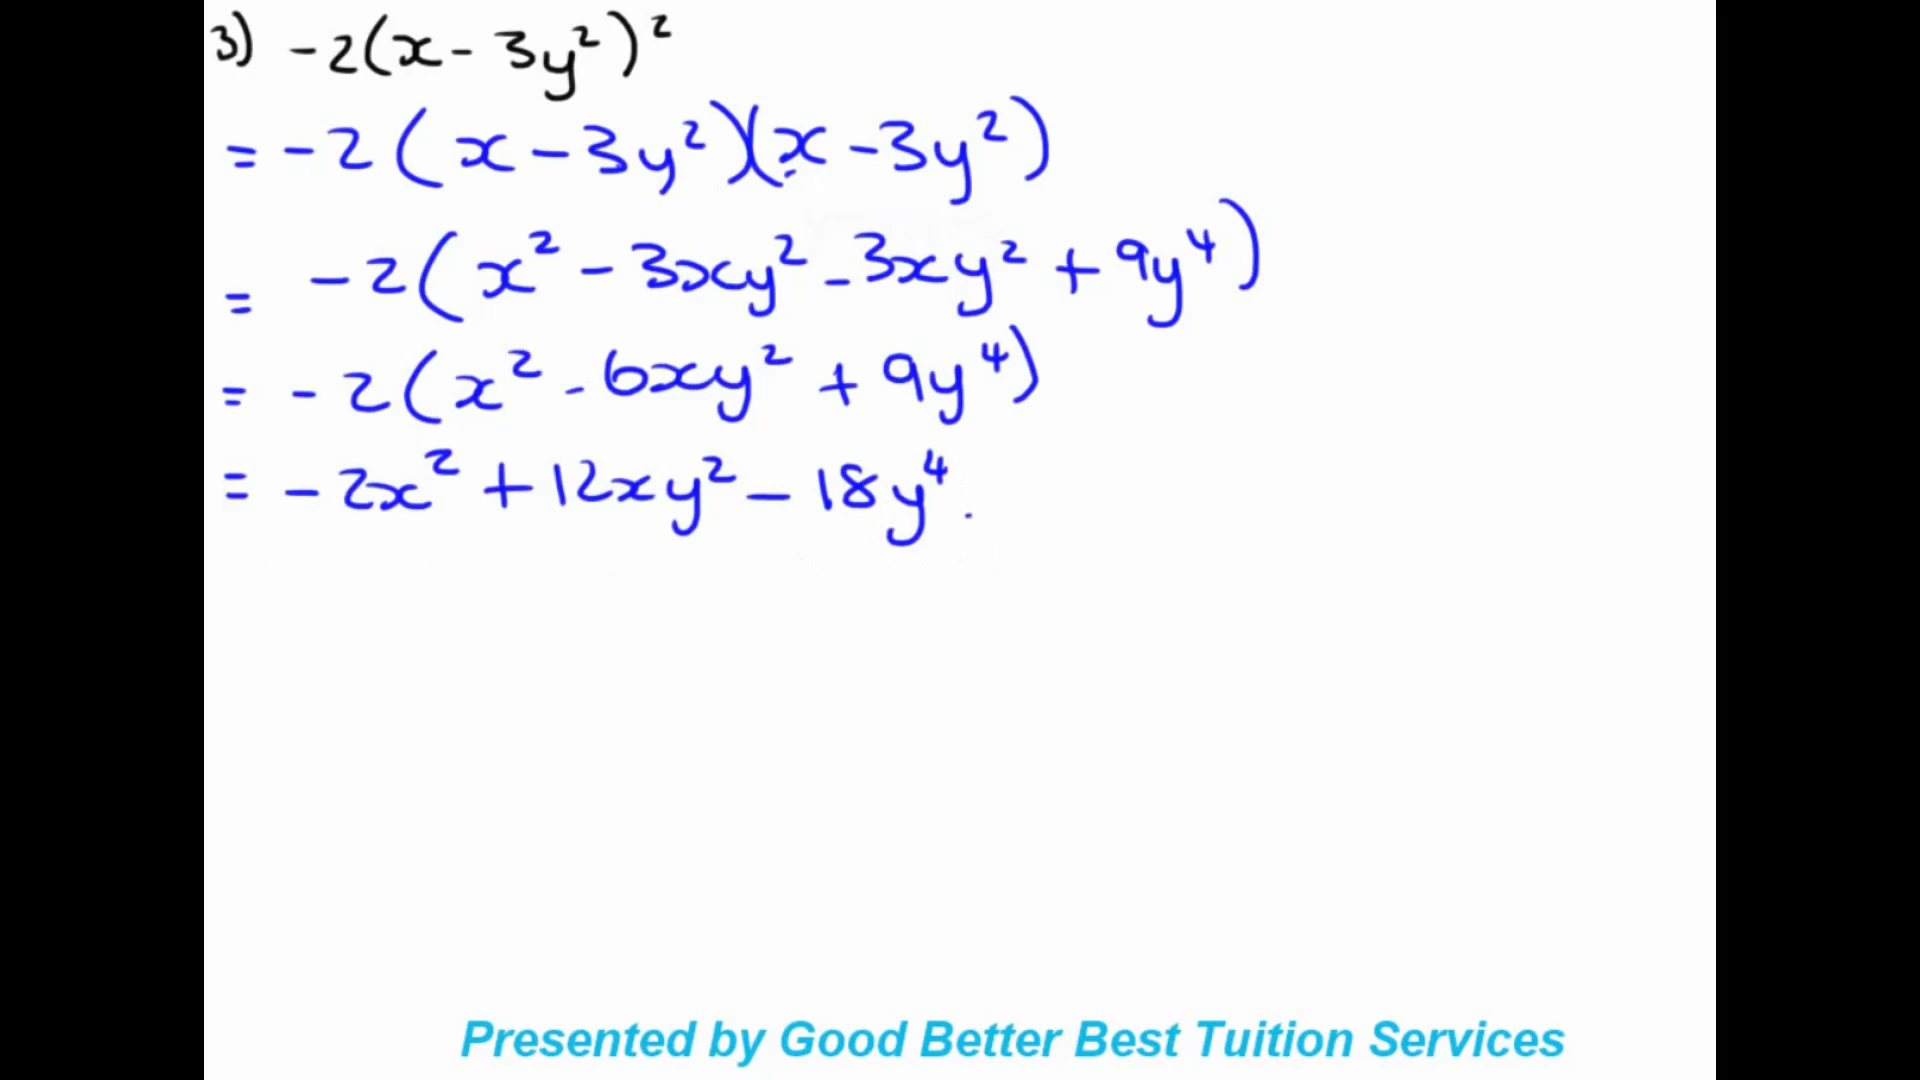 3) -2(x - 3y²)²
= -2(x - 3y²)(x - 3y²)
= -2(x² - 3xy² - 3xy² + 9y⁴)
= -2(x² - 6xy² + 9y⁴)
= -2x² + 12xy² - 18y⁴.
Presented by Good Better Best Tuition Services